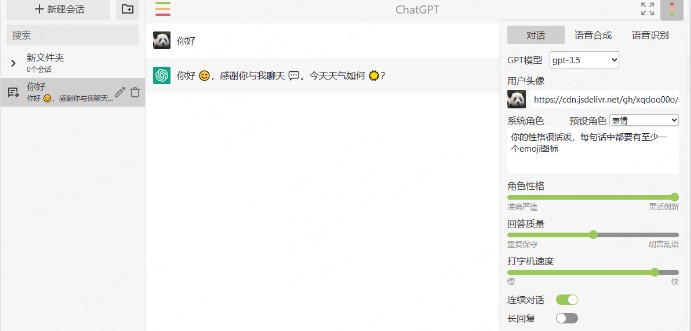 新建会话
搜索
新文件夹
0个会话
你好
你好 😊，感谢你与我聊天...
ChatGPT
你好
你好 😊，感谢你与我聊天 💬。今天天气如何 🌞？
对话 语音合成 语音识别
GPT模型 gpt-3.5
用户头像
https://cdn.jsdelivr.net/gh/xqdoo00o/
系统角色 预设角色 表情
你的性格很活泼，每句话中都要有至少一
个emoji图标
角色性格
准确严谨 灵活创新
回答质量
重复保守 胡言乱语
打字机速度
慢 快
连续对话
长回复